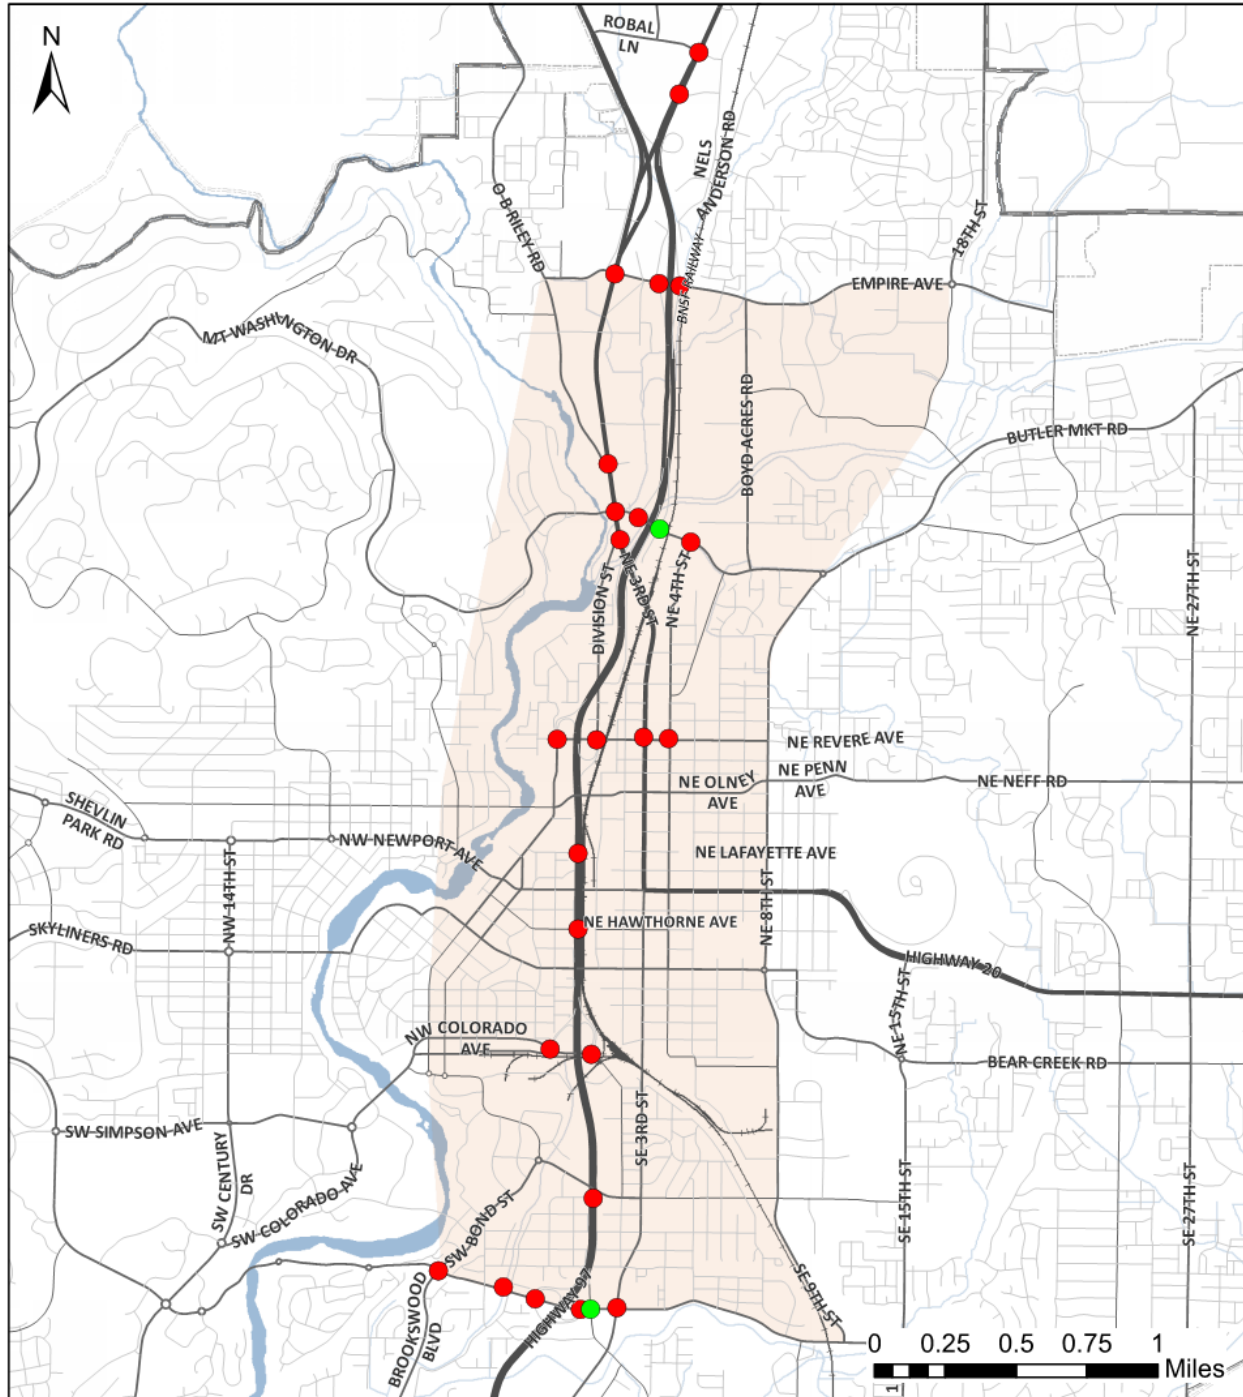 ROBAL
LN
N
NELS
ANDERSON RD
O B RILEY RD
18TH ST
BNSF RAILWAY
EMPIRE AVE
MT WASHINGTON DR
BOYD ACRES RD
BUTLER MKT RD
NE 3RD ST
NE 4TH ST
DIVISION ST
NE 27TH ST
NE REVERE AVE
NE OLNEY
AVE
NE PENN
AVE
NE NEFF RD
SHEVLIN
PARK RD
NW NEWPORT AVE
NE LAFAYETTE AVE
NW 14TH ST
NE 8TH ST
NE HAWTHORNE AVE
SKYLINERS RD
HIGHWAY 20
NE 15TH ST
NW COLORADO
AVE
BEAR CREEK RD
SW SIMPSON AVE
SE 3RD ST
SW CENTURY
DR
SW COLORADO AVE
SW BOND ST
SE 15TH ST
SE 27TH ST
BROOKSWOOD
BLVD
HIGHWAY 97
SE 9TH ST
0 0.25 0.5 0.75 1
Miles
1